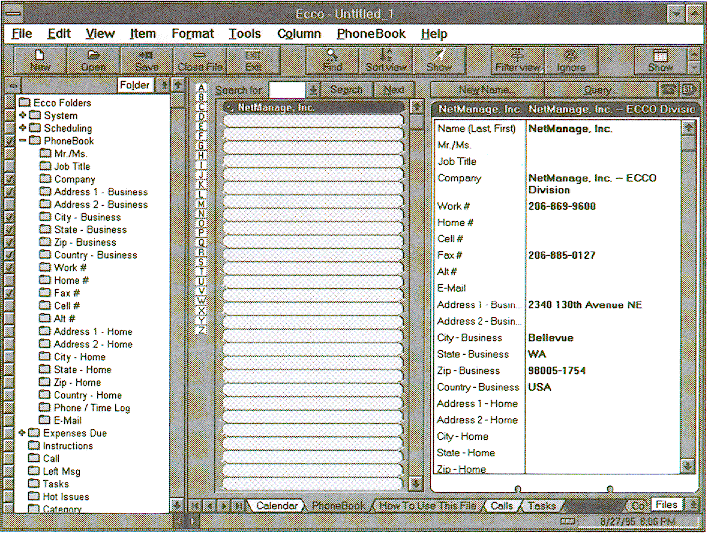 Ecco - Untitled_1
File Edit View Item Format Tools Column PhoneBook Help
New Open Save Close File Exit Find Sort view Show Filter view Ignore Show
Folder
Ecco Folders
System
Scheduling
PhoneBook
Mr./Ms.
Job Title
Company
Address 1 - Business
Address 2 - Business
City - Business
State - Business
Zip - Business
Country - Business
Work #
Home #
Fax #
Cell #
Alt #
Address 1 - Home
Address 2 - Home
City - Home
State - Home
Zip - Home
Country - Home
Phone / Time Log
E-Mail
Expenses Due
Instructions
Call
Left Msg
Tasks
Hot Issues
Category
A
B
C
D
E
F
G
H
I
J
K
L
M
N
O
P
Q
R
S
T
U
V
W
X
Y
Z
Search for: Search Next
NetManage, Inc.
New Name... Query
NetManage, Inc. NetManage, Inc. -- ECCO Divisio
Name (Last, First) NetManage, Inc.
Mr./Ms.
Job Title
Company NetManage, Inc. -- ECCO
Division
Work # 206-869-9600
Home #
Cell #
Fax # 206-885-0127
Alt #
E-Mail
Address 1 - Busin... 2340 130th Avenue NE
Address 2 - Busin...
City - Business Bellevue
State - Business WA
Zip - Business 98005-1754
Country - Business USA
Address 1 - Home
Address 2 - Home
City - Home
State - Home
Zip - Home
Calendar PhoneBook How To Use This File Calls Tasks Co Files
8/27/95 8:06 PM